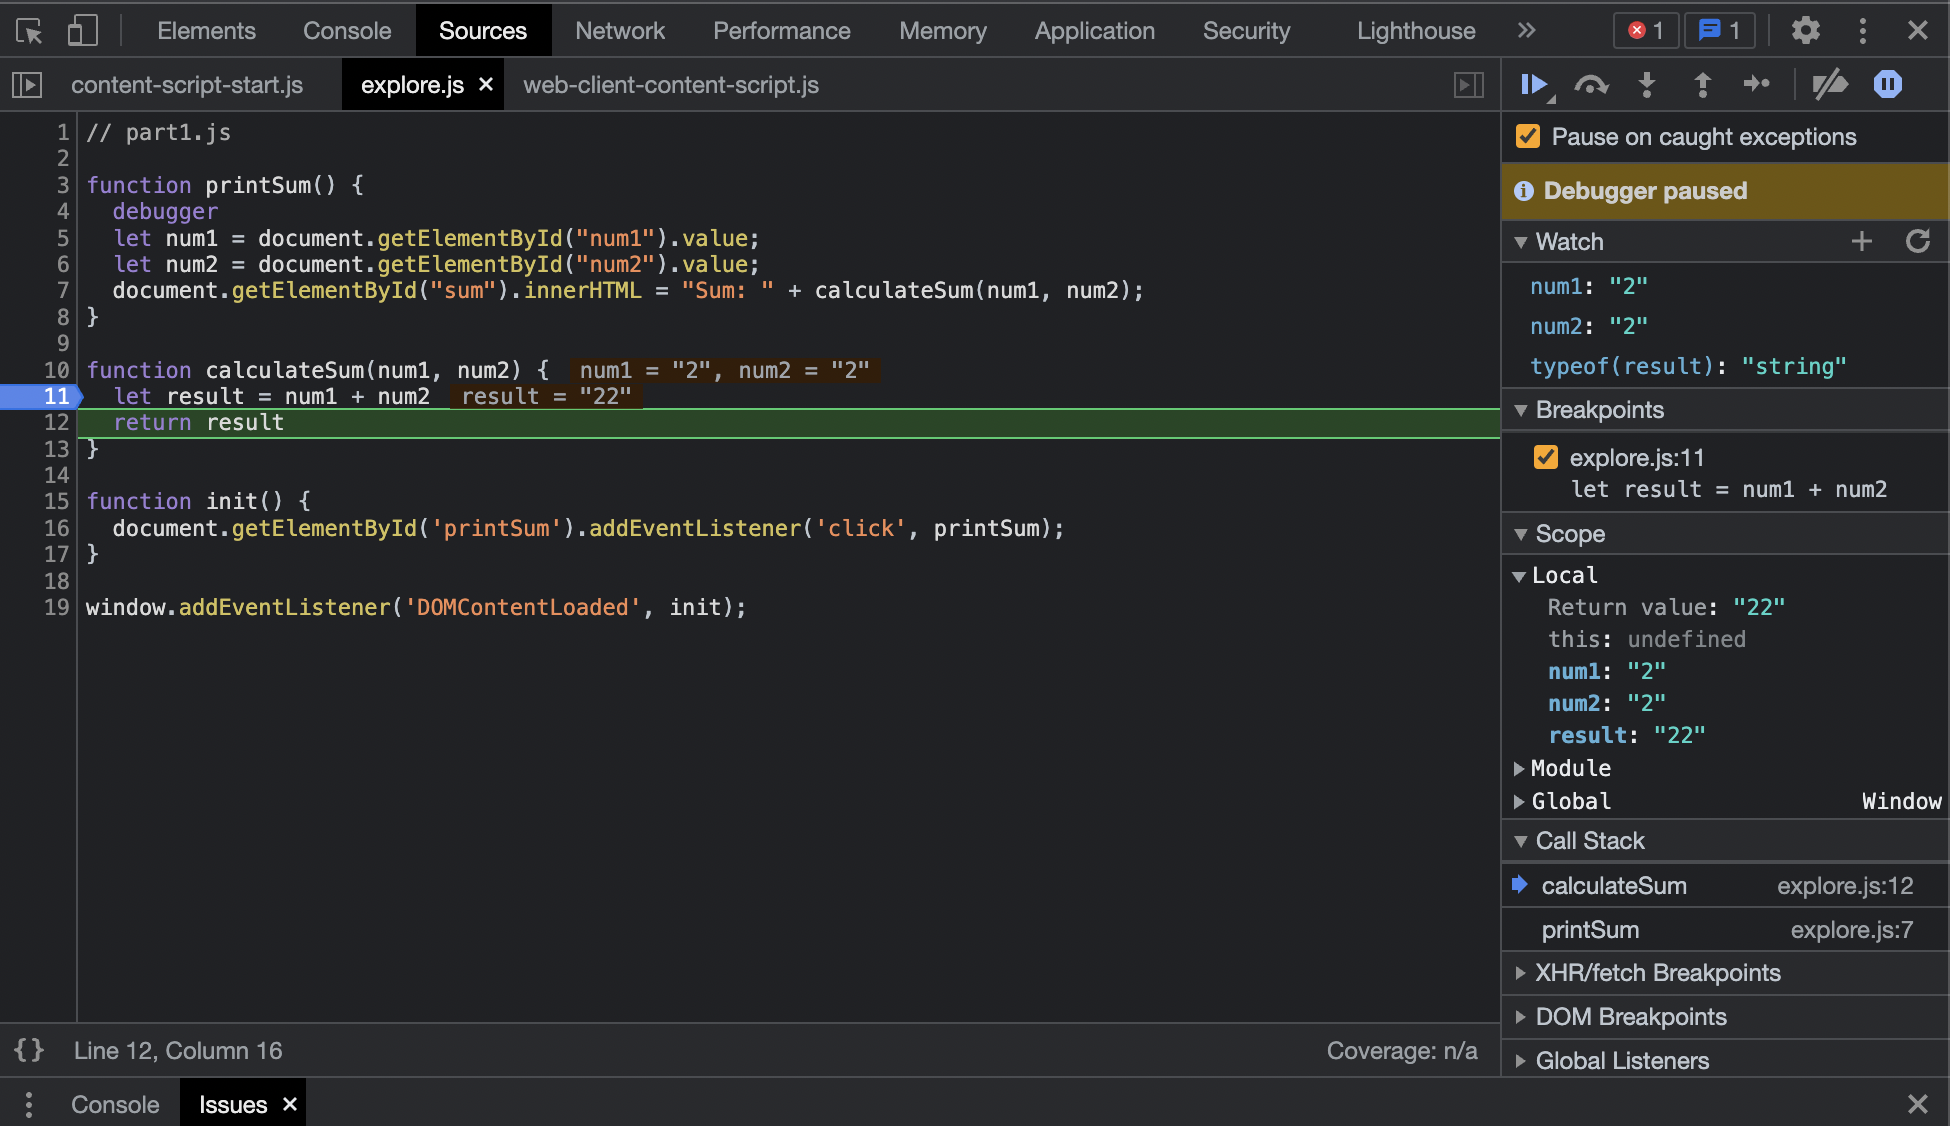 Elements Console Sources Network Performance Memory Application Security Lighthouse » 1 1
content-script-start.js explore.js × web-client-content-script.js
1 // part1.js
2
3 function printSum() {
4   debugger
5   let num1 = document.getElementById("num1").value;
6   let num2 = document.getElementById("num2").value;
7   document.getElementById("sum").innerHTML = "Sum: " + calculateSum(num1, num2);
8 }
9
10 function calculateSum(num1, num2) { num1 = "2", num2 = "2"
11   let result = num1 + num2 result = "22"
12   return result
13 }
14
15 function init() {
16   document.getElementById('printSum').addEventListener('click', printSum);
17 }
18
19 window.addEventListener('DOMContentLoaded', init);
{} Line 12, Column 16 Coverage: n/a
Pause on caught exceptions
Debugger paused
Watch
num1: "2"
num2: "2"
typeof(result): "string"
Breakpoints
explore.js:11
let result = num1 + num2
Scope
Local
Return value: "22"
this: undefined
num1: "2"
num2: "2"
result: "22"
Module
Global Window
Call Stack
calculateSum explore.js:12
printSum explore.js:7
XHR/fetch Breakpoints
DOM Breakpoints
Global Listeners
Console Issues ×